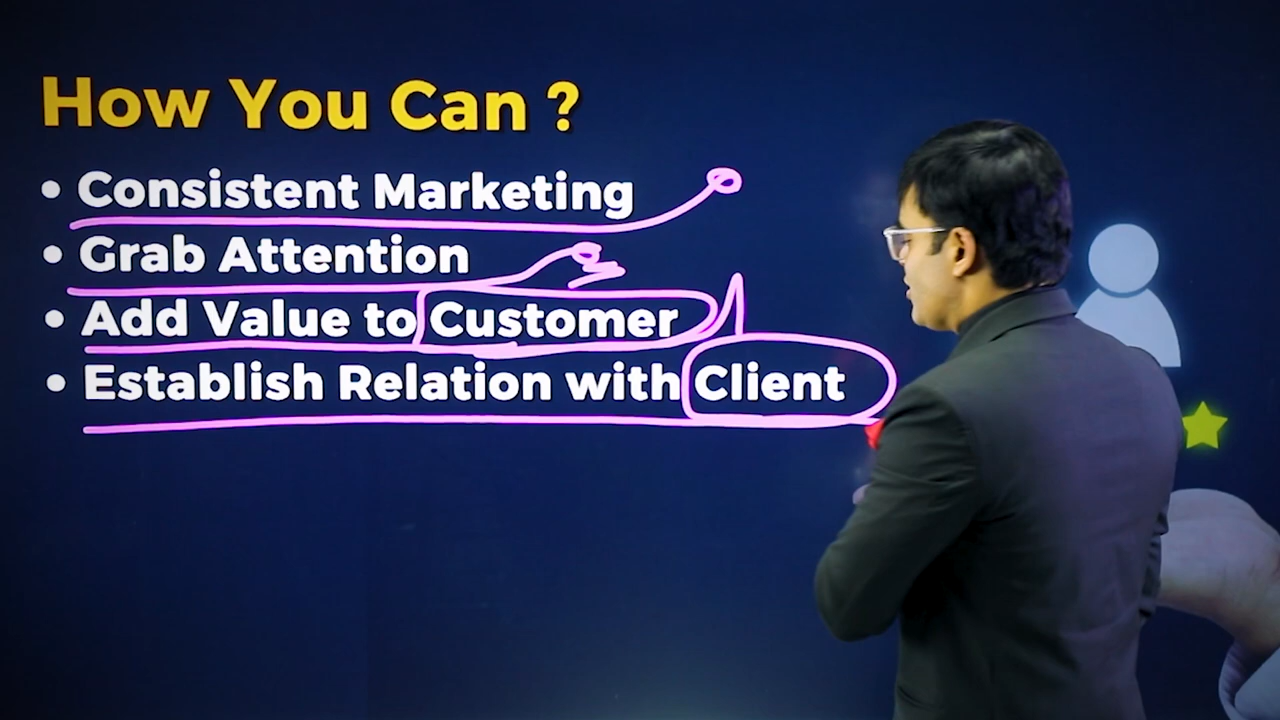 How You Can ?
• Consistent Marketing
• Grab Attention
• Add Value to Customer
• Establish Relation with Client